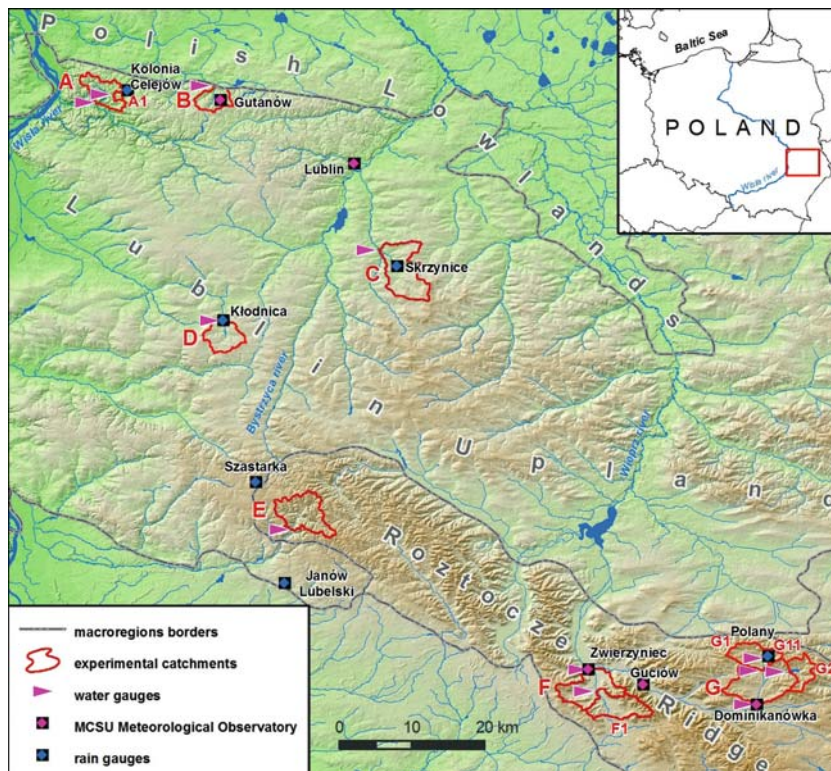 Polish Lowlands
Baltic Sea
POLAND
Wisła river
A
Kolonia
Celejów
A1
B
Gutanów
Wisła river
Lublin
Lublin Upland
C
Skrzynice
Kłodnica
D
Bystrzyca river
Wieprz river
Szastarka
E
Roztocze Ridge
Janów
Lubelski
Zwierzyniec
Guciów
F
F1
Polany
G1
G11
G2
G
Dominikanówka
macroregions borders
experimental catchments
water gauges
MCSU Meteorological Observatory
rain gauges
0 10 20 km